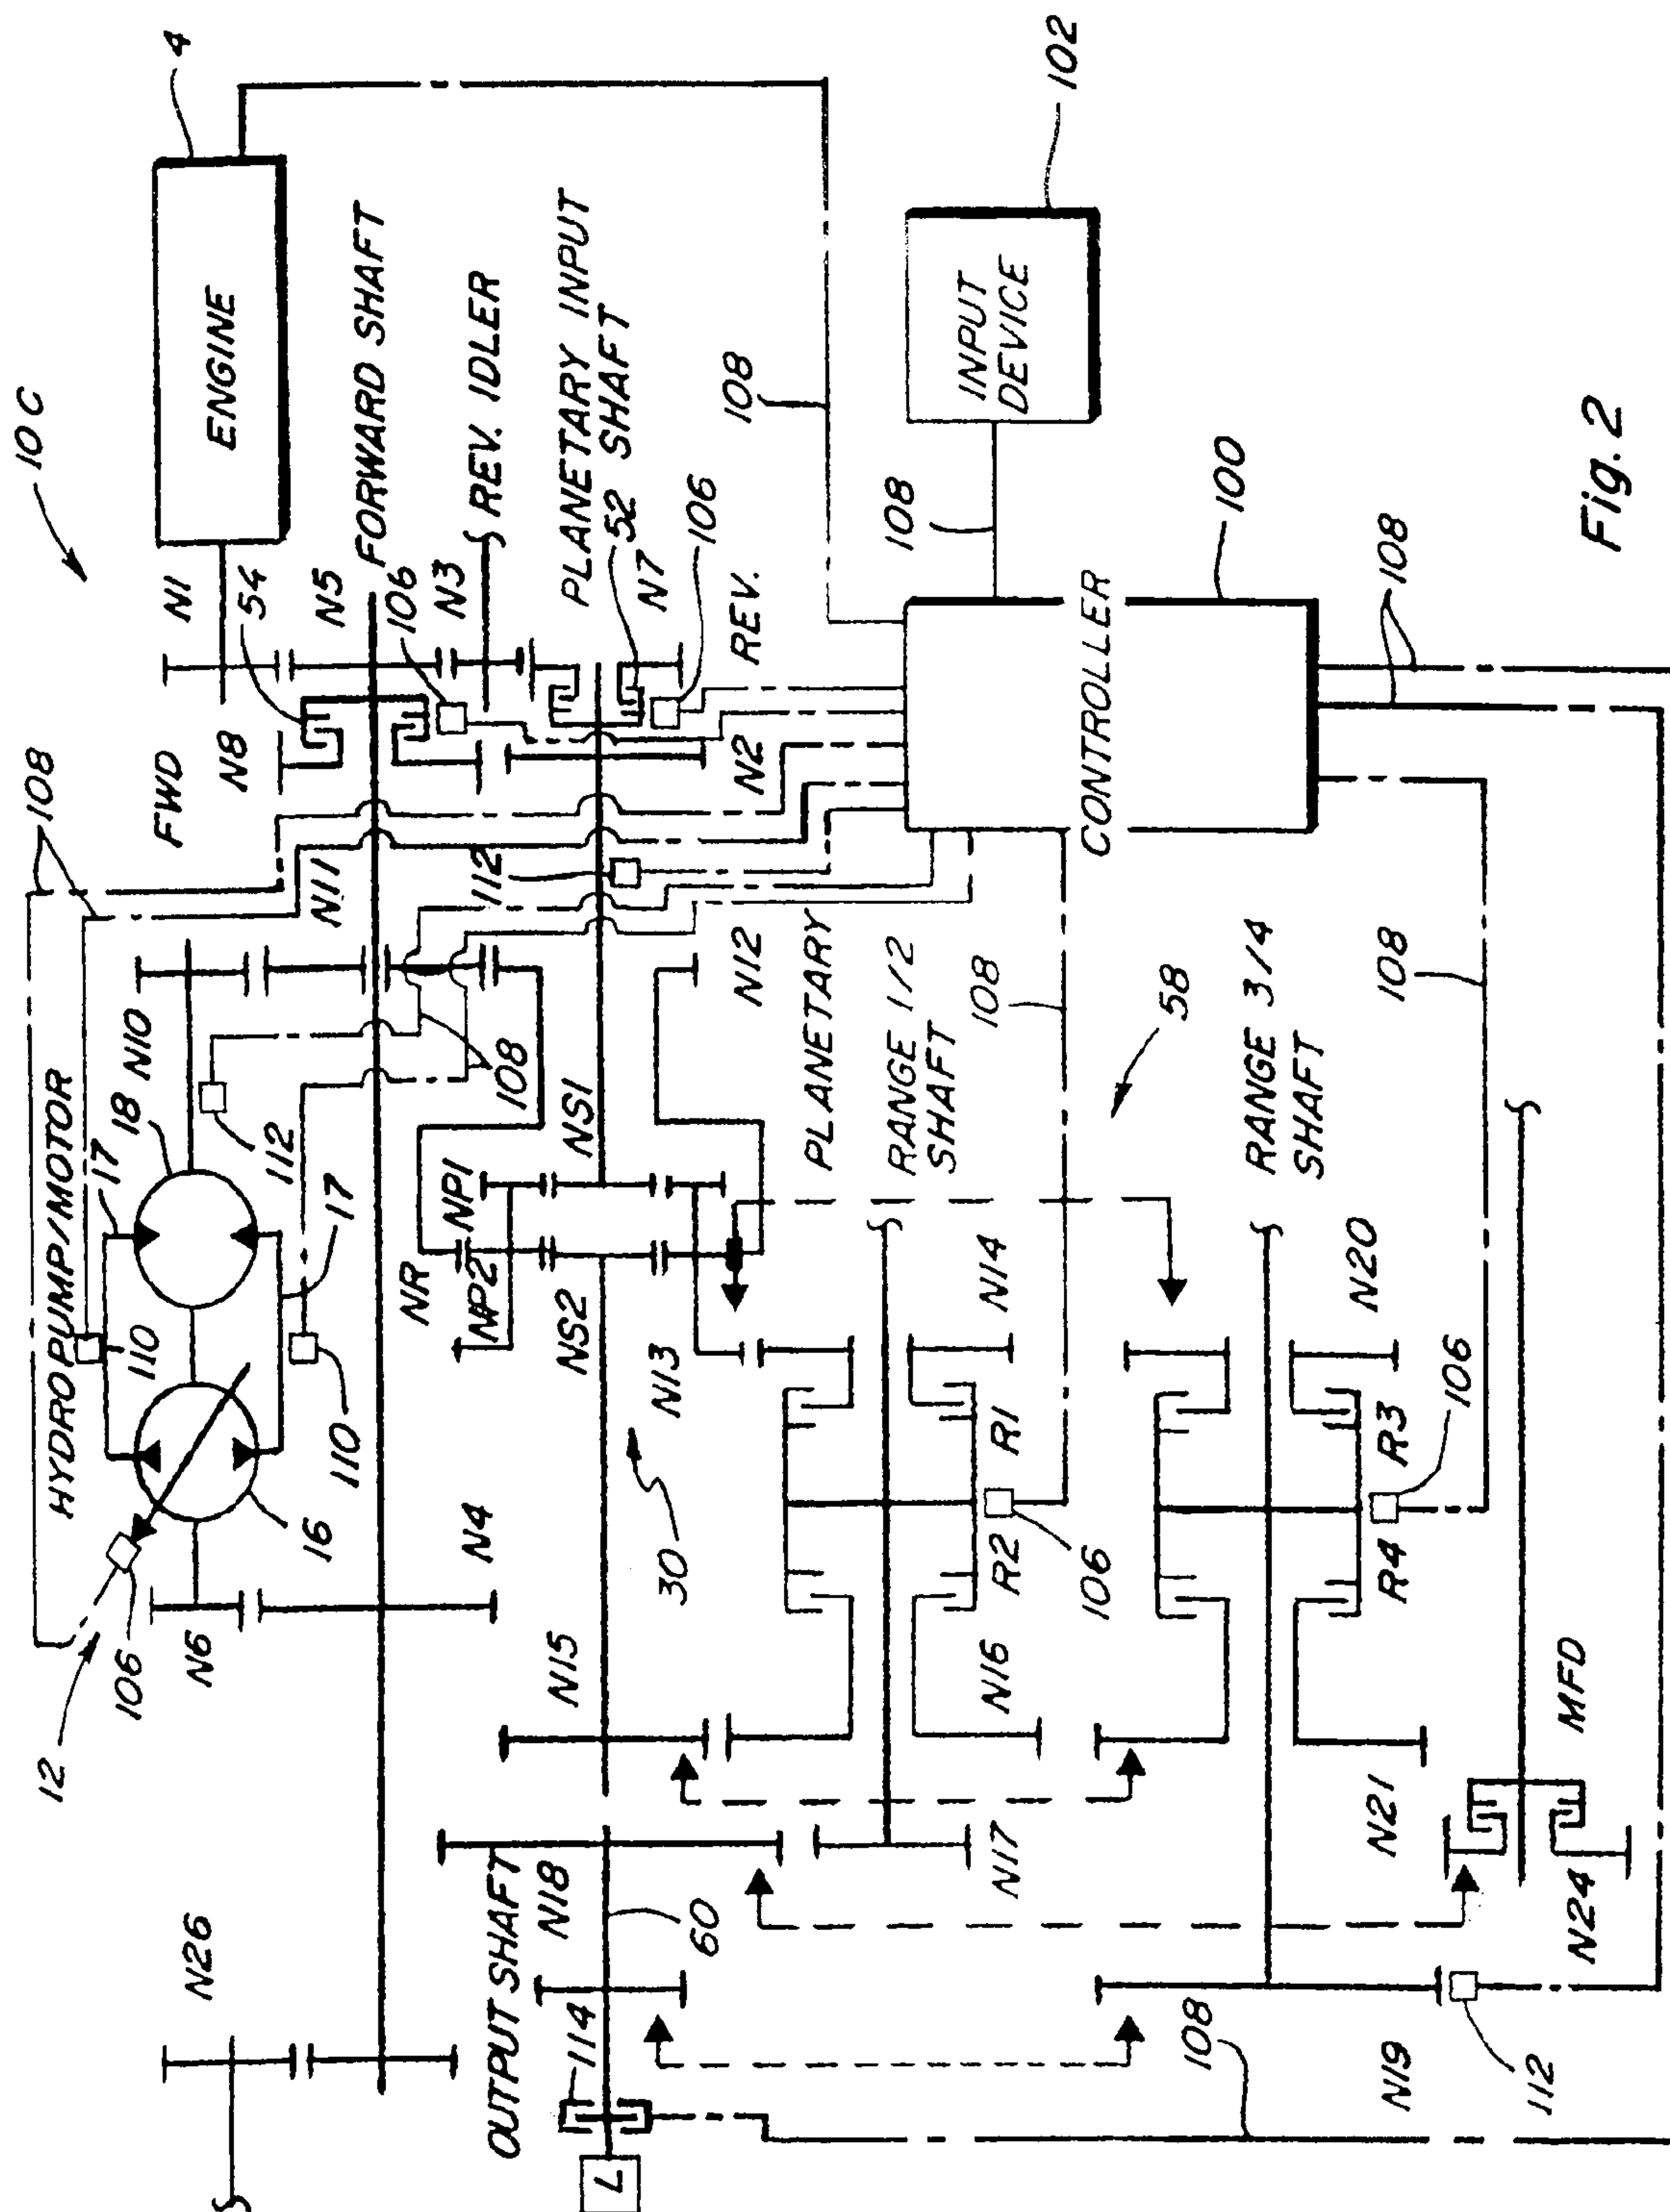 10C
4
ENGINE
N1
54
N5
FORWARD SHAFT
106
N3
REV. IDLER
PLANETARY INPUT
SHAFT
52
N7
106
REV.
108
102
INPUT
DEVICE
108
100
CONTROLLER
108
Fig. 2
108
FWD
N8
N2
N11
112
HYDROPUMP/MOTOR
17
18
N10
112
17
110
110
16
106
12
N6
N4
108
N12
NS1
NP1
NR
NP2
NS2
N13
30
PLANETARY
RANGE 1/2
SHAFT
108
58
N14
R1
R2
106
N15
N16
N17
RANGE 3/4
SHAFT
108
N20
R3
106
R4
N21
MFD
N24
N26
OUTPUT SHAFT
N18
60
114
L
108
N19
112